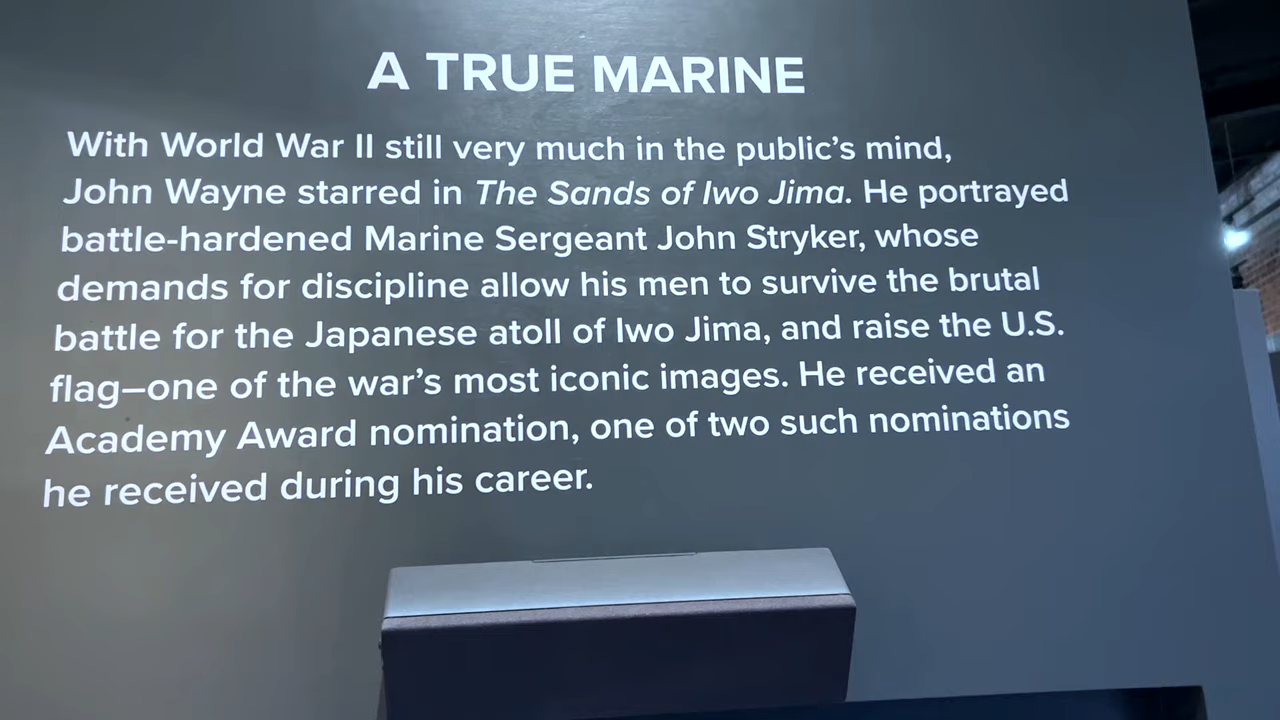 A TRUE MARINE
With World War II still very much in the public's mind,
John Wayne starred in The Sands of Iwo Jima. He portrayed
battle-hardened Marine Sergeant John Stryker, whose
demands for discipline allow his men to survive the brutal
battle for the Japanese atoll of Iwo Jima, and raise the U.S.
flag—one of the war's most iconic images. He received an
Academy Award nomination, one of two such nominations
he received during his career.